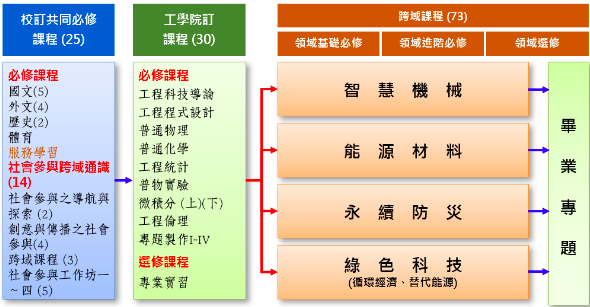 校訂共同必修
課程 (25)
必修課程
國文(5)
外文(4)
歷史(2)
體育
服務學習
社會參與跨域通識
(14)
社會參與之導航與
探索 (2)
創意與傳播之社會
參與(4)
跨域課程 (3)
社會參與工作坊一
~ 四 (5)
工學院訂
課程 (30)
必修課程
工程科技導論
工程程式設計
普通物理
普通化學
工程統計
普物實驗
微積分 (上)(下)
工程倫理
專題製作I-IV
選修課程
專業實習
跨域課程 (73)
領域基礎必修
領域進階必修
領域選修
智慧機械
能源材料
永續防災
綠色科技
(循環經濟、替代能源)
畢業專題